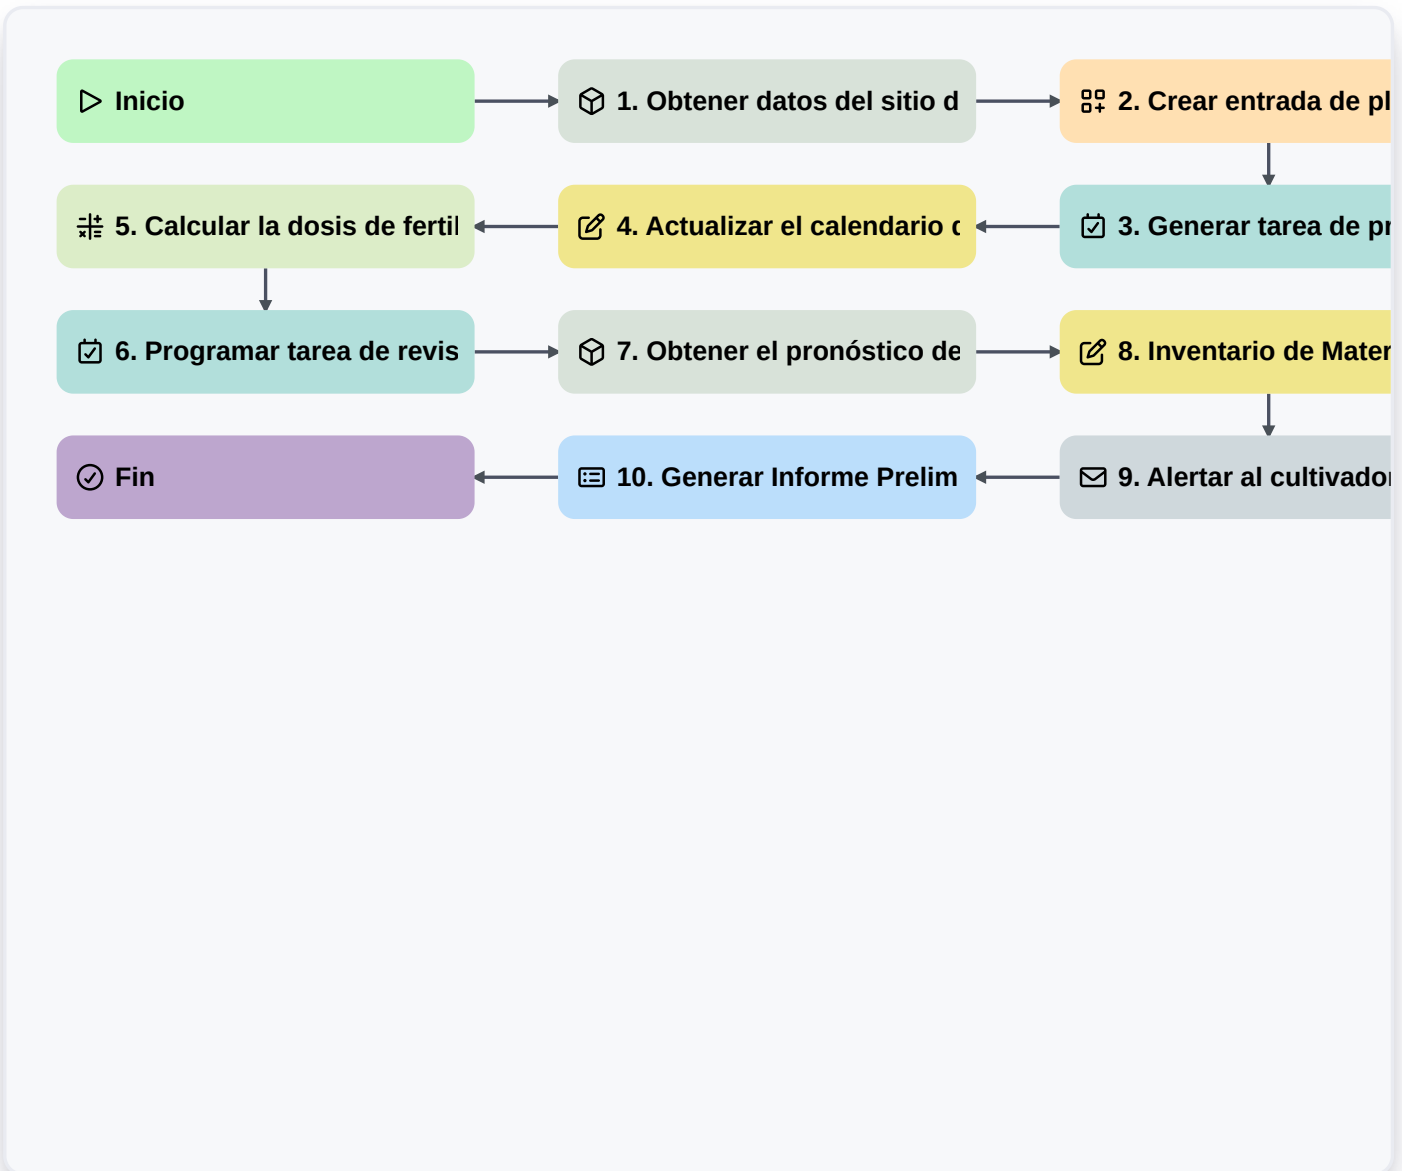 Inicio
1. Obtener datos del sitio d
2. Crear entrada de pl
3. Generar tarea de pr
4. Actualizar el calendario
5. Calcular la dosis de fertil
6. Programar tarea de revis
7. Obtener el pronóstico de
8. Inventario de Mater
9. Alertar al cultivador
10. Generar Informe Prelim
Fin